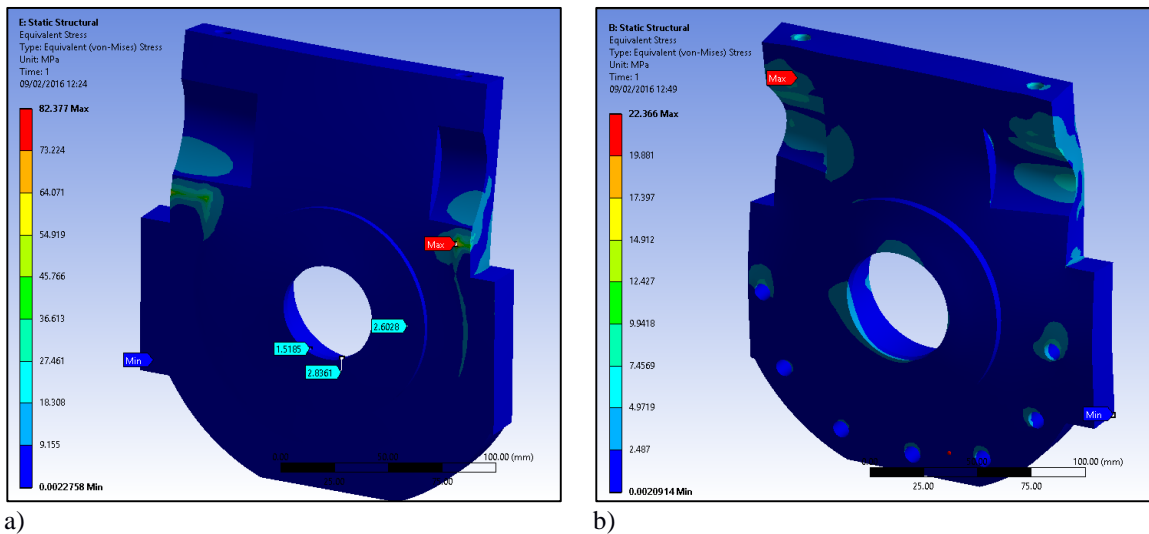 E: Static Structural
Equivalent Stress
Type: Equivalent (von-Mises) Stress
Unit: MPa
Time: 1
09/02/2016 12:24
82.377 Max
73.224
64.071
54.919
45.766
36.613
27.461
18.308
9.155
0.0022758 Min
Max
Min
2.6028
1.5185
2.8361
100.00 (mm)
B: Static Structural
Equivalent Stress
Type: Equivalent (von-Mises) Stress
Unit: MPa
Time: 1
09/02/2016 12:49
22.366 Max
19.881
17.397
14.912
12.427
9.9418
7.4569
4.9719
2.487
0.0020914 Min
Max
Min
100.00 (mm)
25.00
75.00
a)
b)